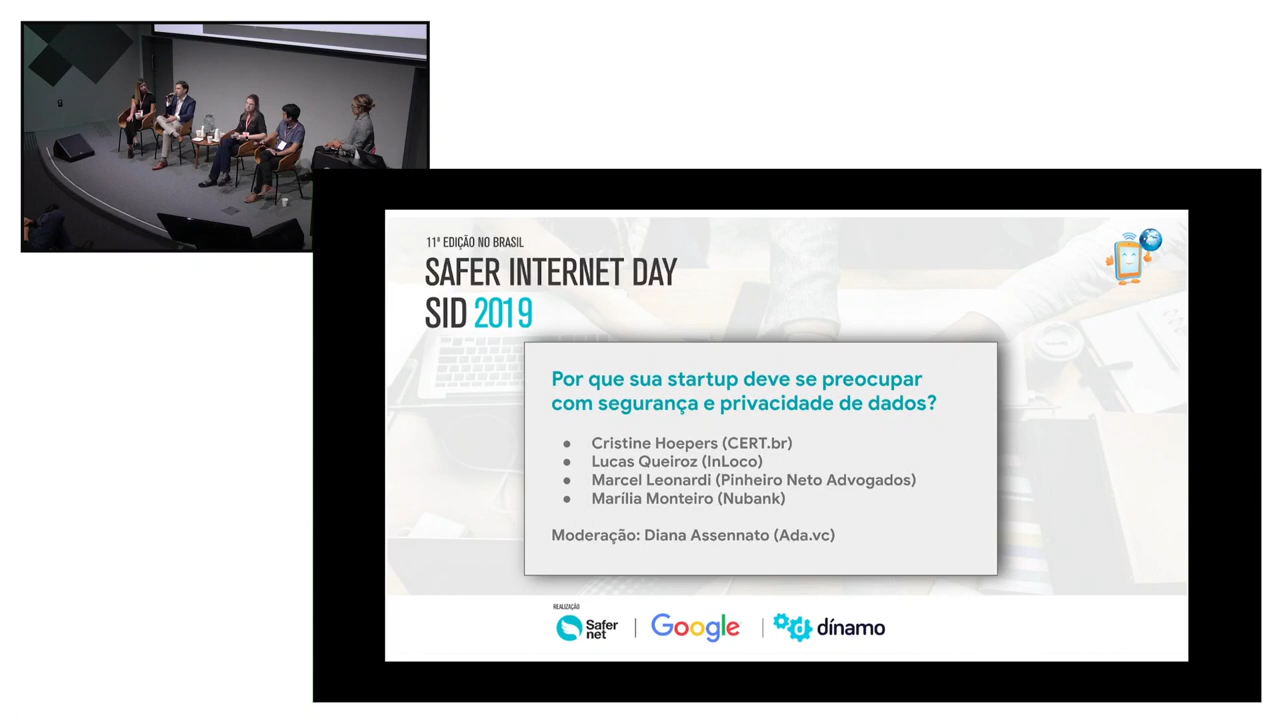 11ª EDIÇÃO NO BRASIL
SAFER INTERNET DAY
SID 2019
Por que sua startup deve se preocupar
com segurança e privacidade de dados?
● Cristine Hoepers (CERT.br)
● Lucas Queiroz (InLoco)
● Marcel Leonardi (Pinheiro Neto Advogados)
● Marília Monteiro (Nubank)
Moderação: Diana Assennato (Ada.vc)
REALIZAÇÃO
Safer
net
Google
d
dínamo